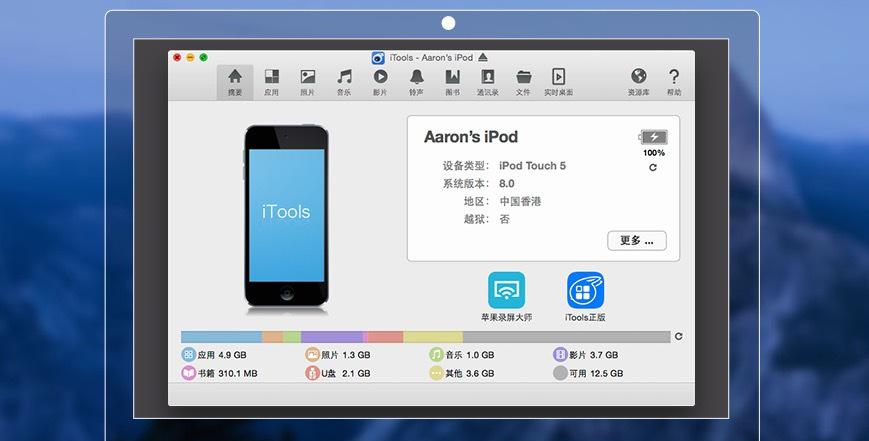 iTools - Aaron's iPod
摘要 应用 照片 音乐 影片 铃声 图书 通讯录 文件 实时桌面 资源库 帮助
iTools
Aaron's iPod
100%
设备类型： iPod Touch 5
系统版本： 8.0
地区： 中国香港
越狱： 否
更多 ...
苹果录屏大师 iTools正版
应用 4.9 GB 照片 1.3 GB 音乐 1.0 GB 影片 3.7 GB
书籍 310.1 MB U盘 2.1 GB 其他 3.6 GB 可用 12.5 GB